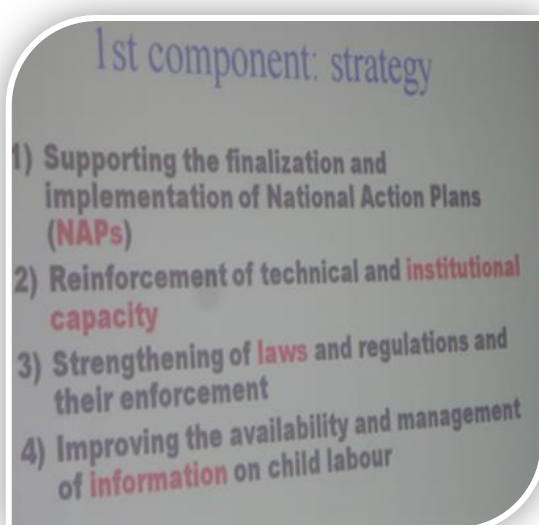 1st component: strategy
1) Supporting the finalization and
implementation of National Action Plans
(NAPs)
2) Reinforcement of technical and institutional
capacity
3) Strengthening of laws and regulations and
their enforcement
4) Improving the availability and management
of information on child labour